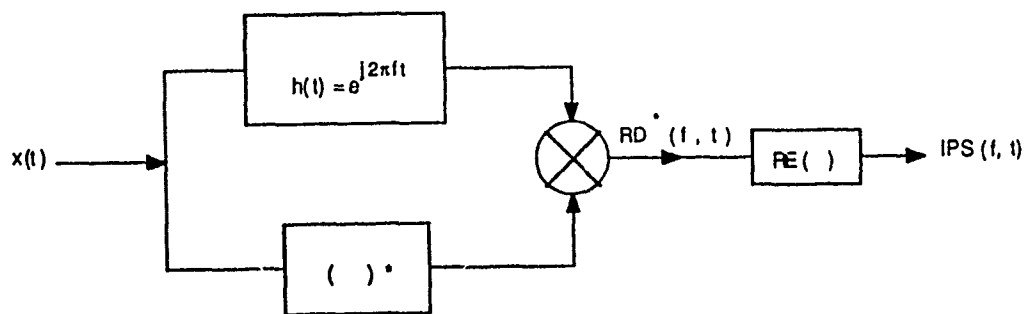 h(t) = e^{j2πft}
x(t)
RD*(f, t)
RE( )
IPS(f, t)
( )*